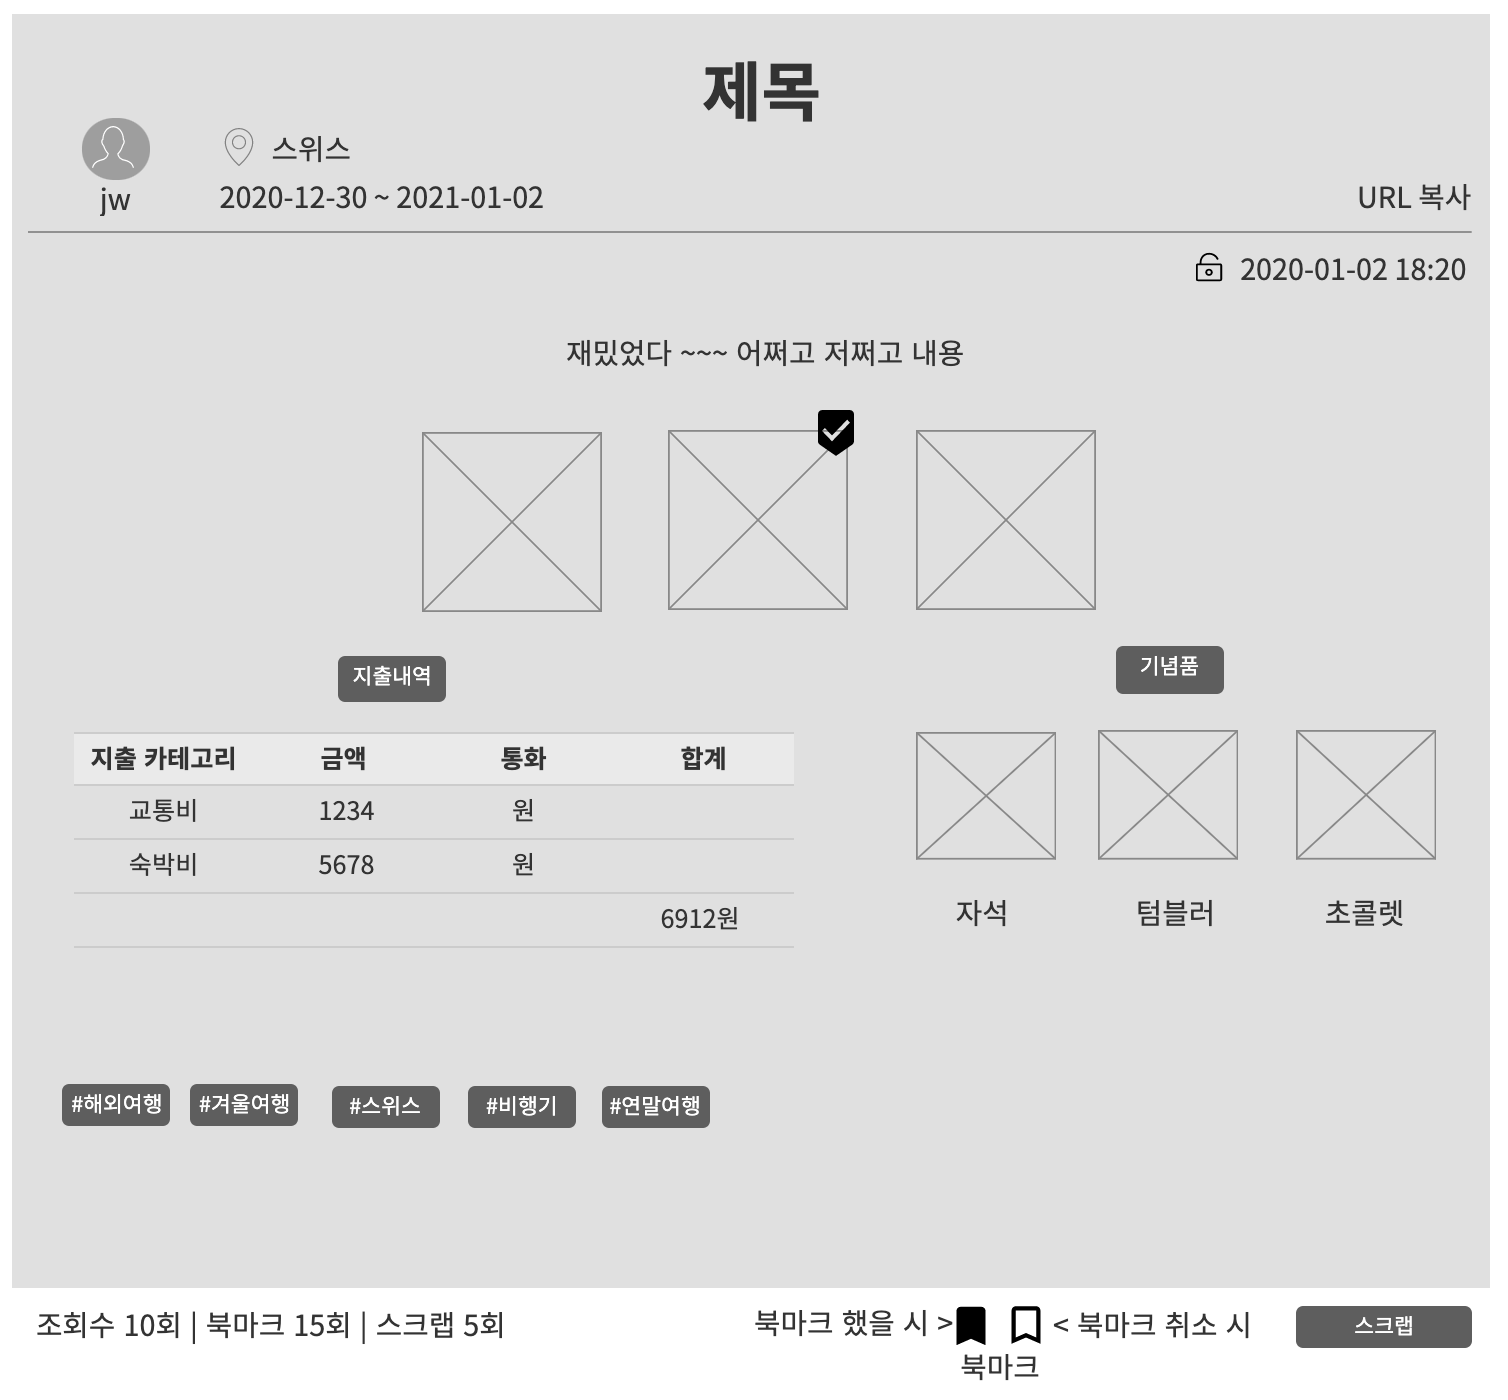 제목
스위스
jw
2020-12-30 ~ 2021-01-02
URL 복사
2020-01-02 18:20
재밌었다 ~~~ 어쩌고 저쩌고 내용
지출내역
기념품
지출 카테고리 금액 통화 합계
교통비 1234 원
숙박비 5678 원
6912원
자석 텀블러 초콜렛
#해외여행 #겨울여행 #스위스 #비행기 #연말여행
조회수 10회 | 북마크 15회 | 스크랩 5회
북마크 했을 시 > < 북마크 취소 시
스크랩
북마크